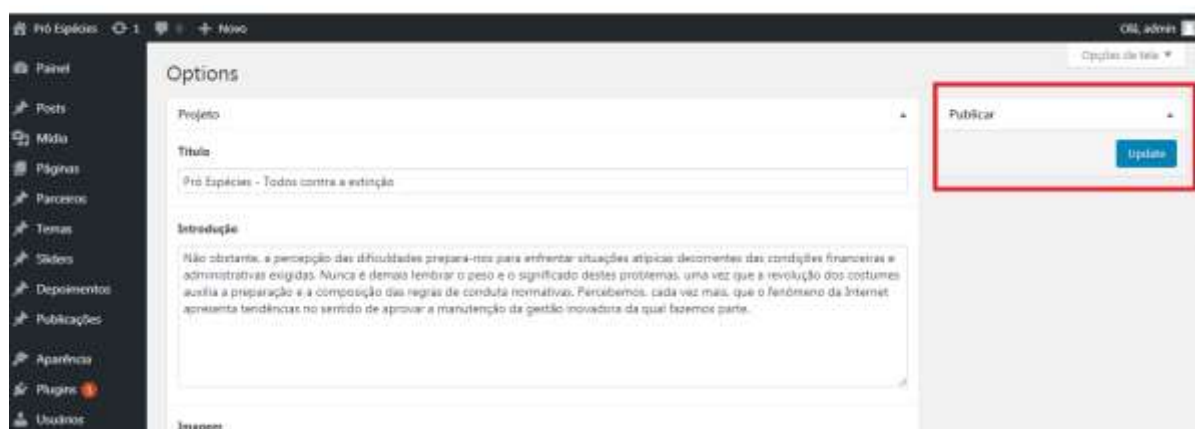 Pró Espécies 1 + Novo
Olá, admin
Opções de tela
Painel
Posts
Mídia
Páginas
Parceiros
Temas
Sliders
Depoimentos
Publicações
Aparência
Plugins 1
Usuários
Options
Projeto
Título
Pró Espécies - Todos contra a extinção
Introdução
Não obstante, a percepção das dificuldades prepara-nos para enfrentar situações atípicas decorrentes das condições financeiras e
administrativas exigidas. Nunca é demais lembrar o peso e o significado destes problemas, uma vez que a revolução dos costumes
auxilia a preparação e a composição das regras de conduta normativas. Percebemos, cada vez mais, que o fenômeno da Internet
apresenta tendências no sentido de aprovar a manutenção da gestão inovadora da qual fazemos parte.
Imagem
Publicar
Update